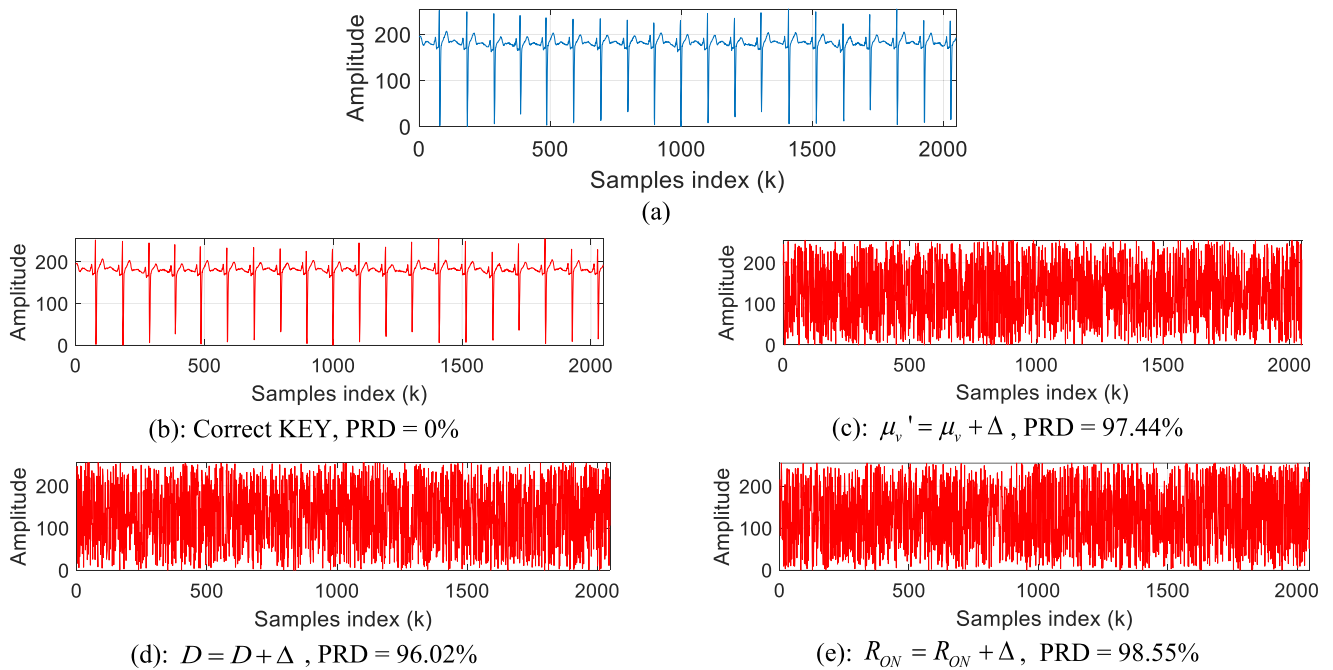 Amplitude
200
100
0
0 500 1000 1500 2000
Samples index (k)
(a)
Amplitude
200
100
0
0 500 1000 1500 2000
Samples index (k)
(b): Correct KEY, PRD = 0%
Amplitude
200
100
0
0 500 1000 1500 2000
Samples index (k)
(c): μᵥ' = μᵥ + Δ , PRD = 97.44%
Amplitude
200
100
0
0 500 1000 1500 2000
Samples index (k)
(d): D = D + Δ , PRD = 96.02%
Amplitude
200
100
0
0 500 1000 1500 2000
Samples index (k)
(e): R_ON = R_ON + Δ, PRD = 98.55%